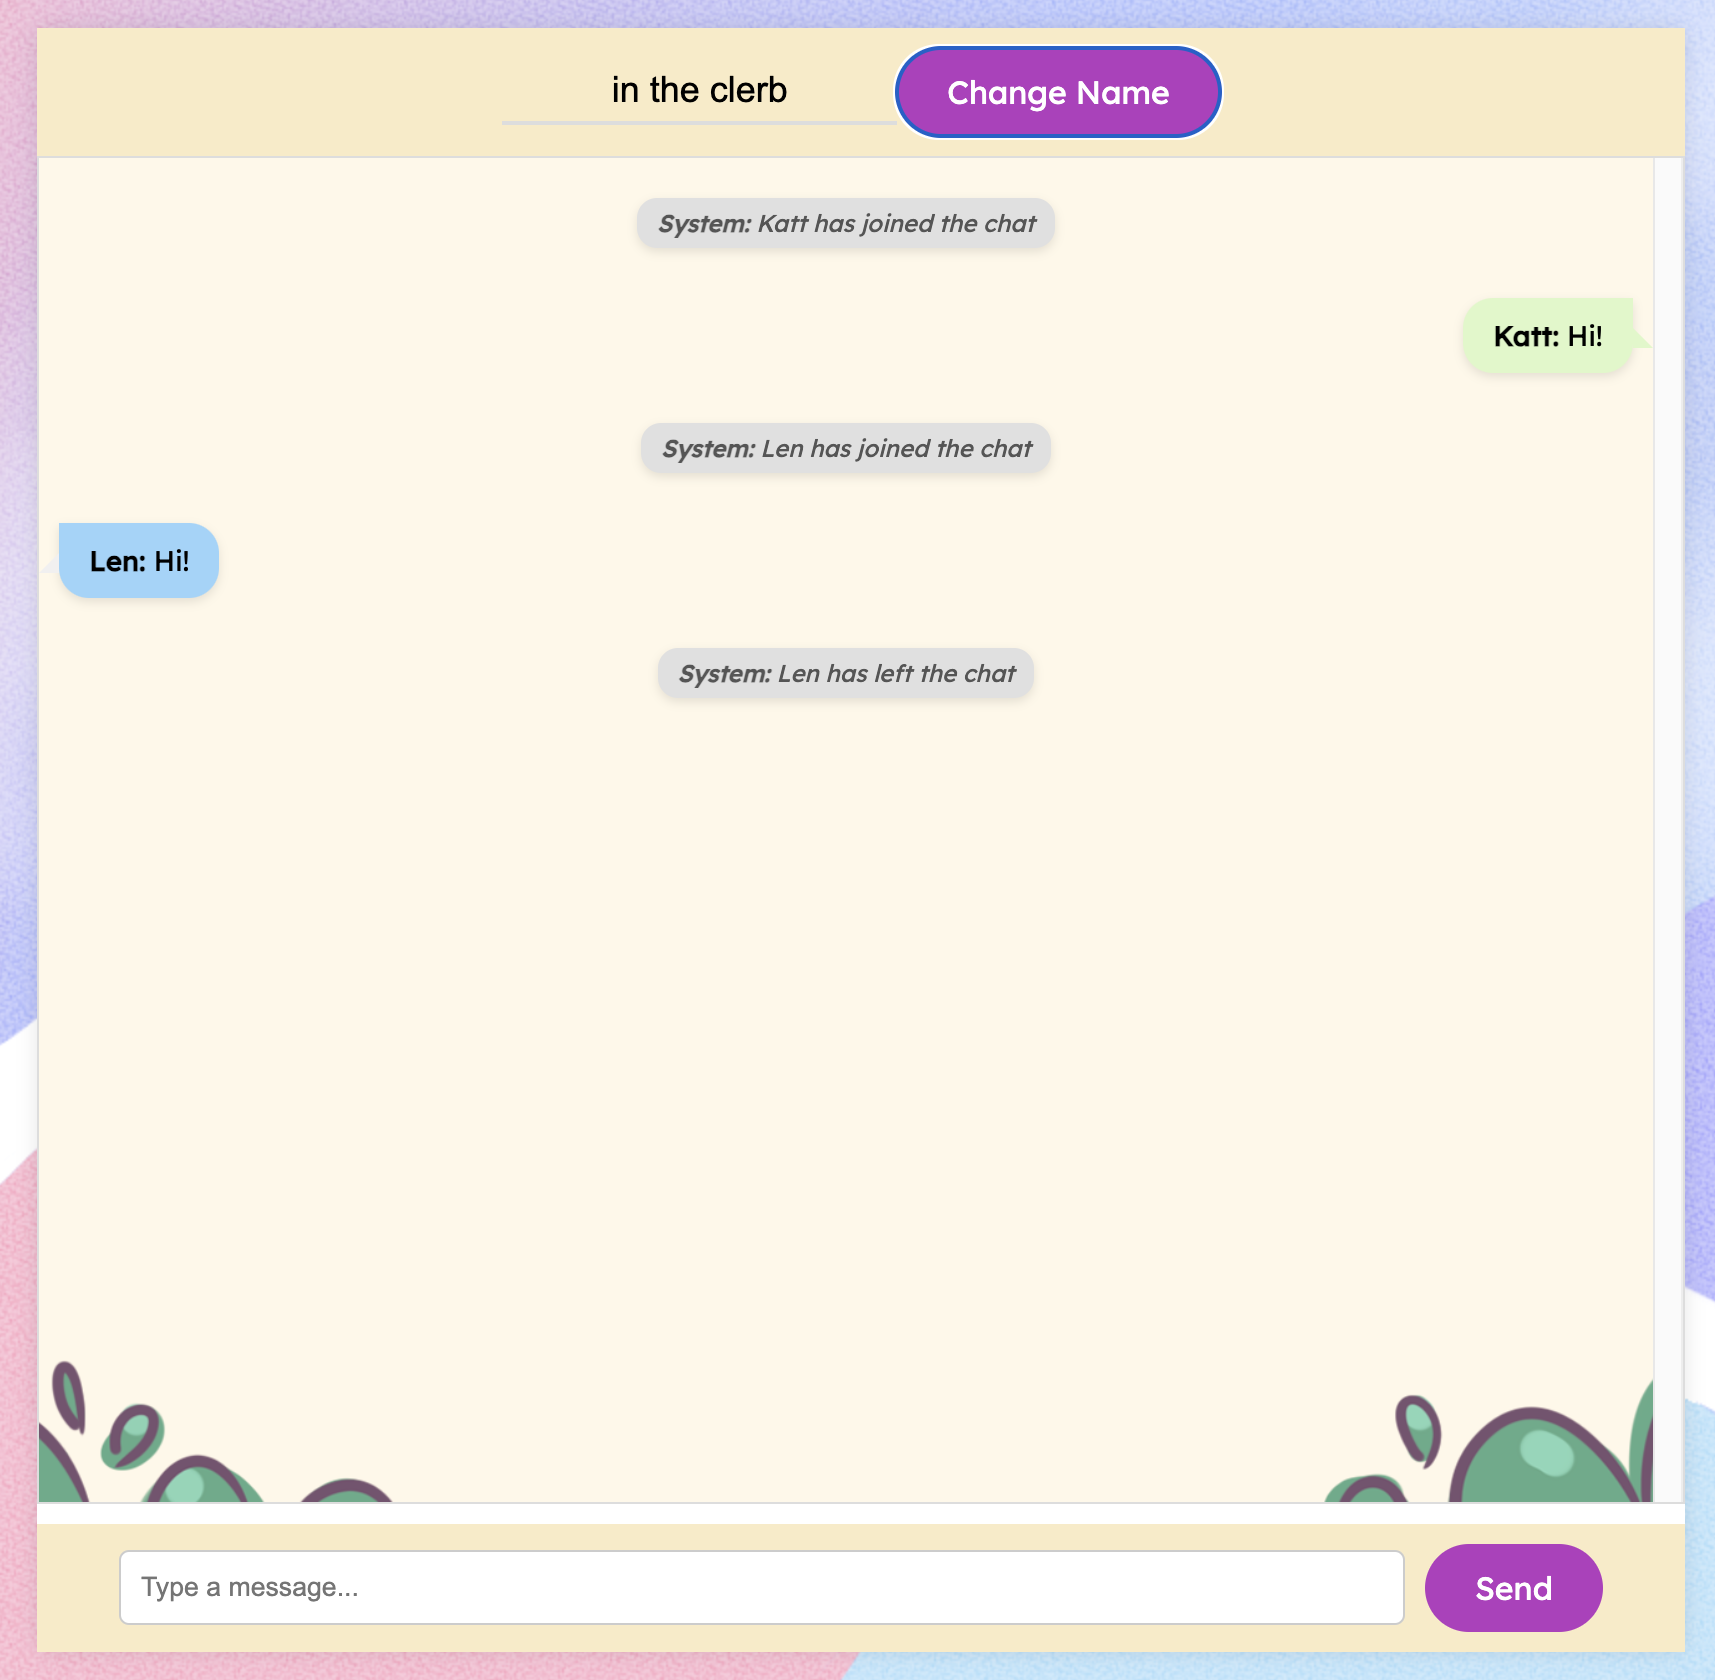 in the clerb
Change Name
System: Katt has joined the chat
Katt: Hi!
System: Len has joined the chat
Len: Hi!
System: Len has left the chat
Type a message...
Send